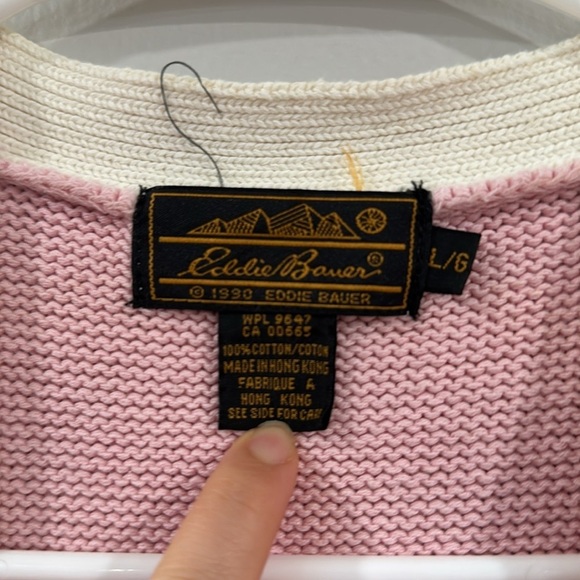 Eddie Bauer®
© 1990 EDDIE BAUER
L/G
WPL 9647
CA 00665
100% COTTON/COTON
MADE IN HONG KONG
FABRIQUE A
HONG KONG
SEE SIDE FOR CARE